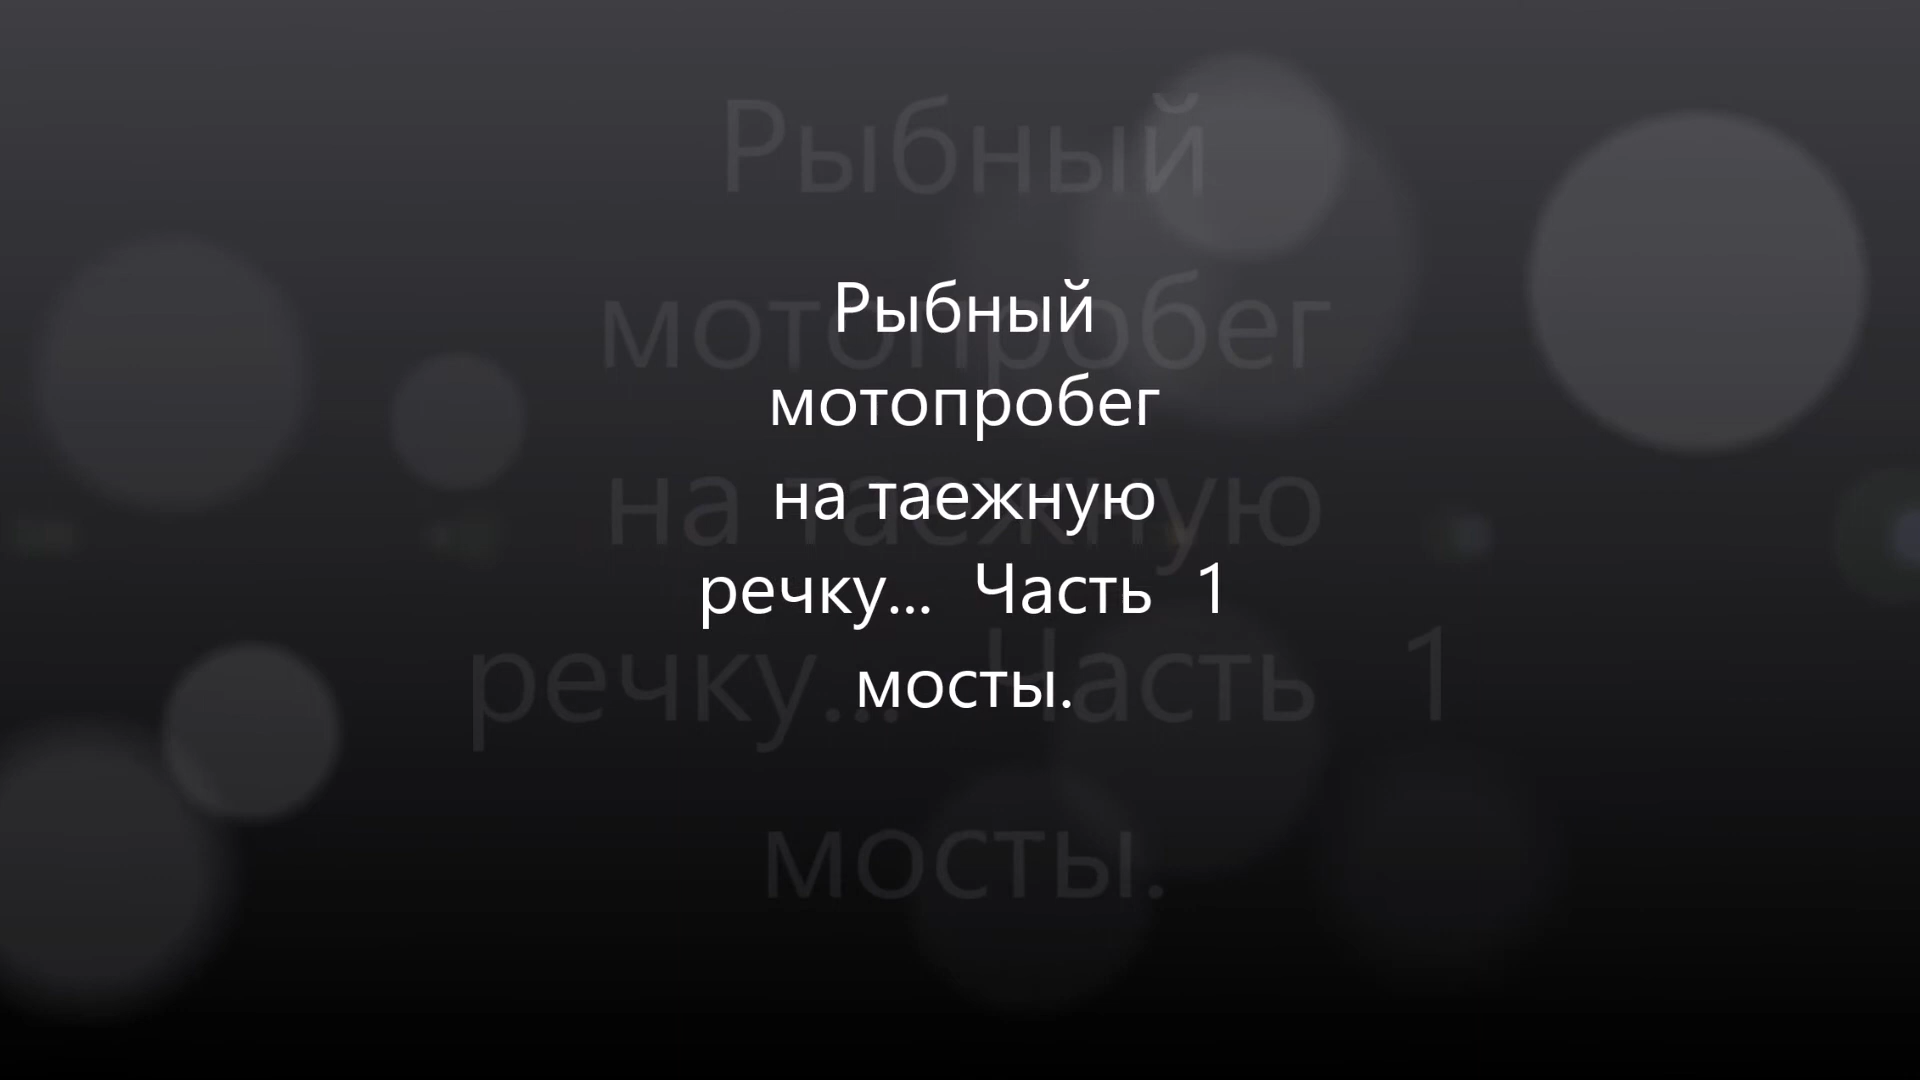 Рыбный
мотопробег
на таежную
речку... Часть 1
мосты.